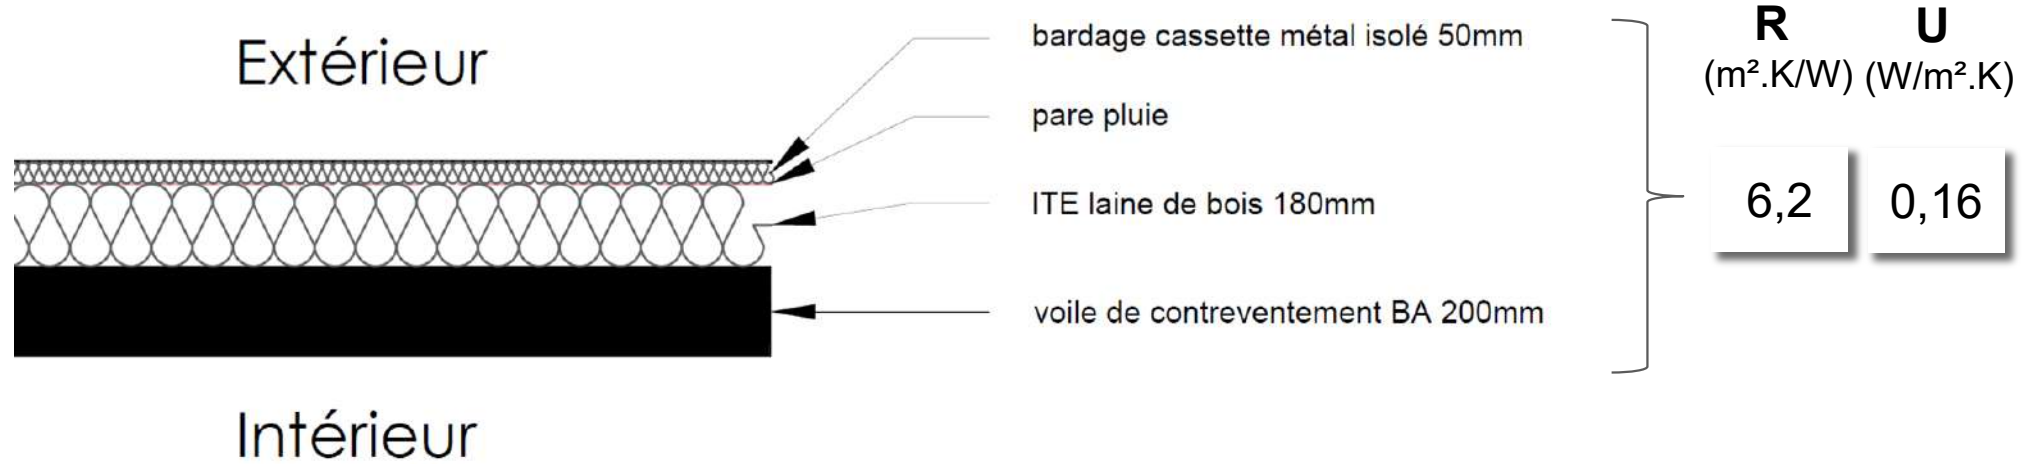 Extérieur
bardage cassette métal isolé 50mm
pare pluie
ITE laine de bois 180mm
voile de contreventement BA 200mm
Intérieur
R U
(m².K/W) (W/m².K)
6,2 0,16